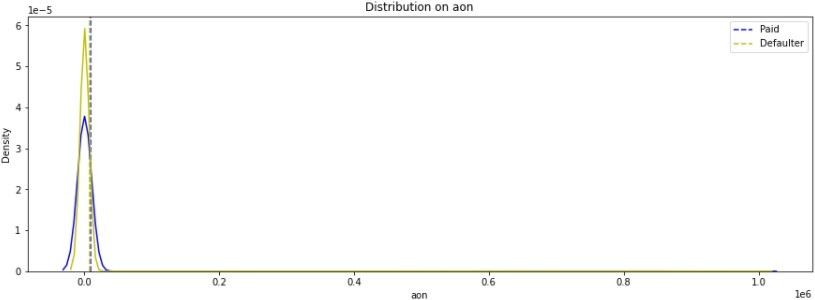 Distribution on aon
1e−5
Paid
Defaulter
6
5
4
3
2
1
0
Density
0.0 0.2 0.4 0.6 0.8 1.0
1e6
aon